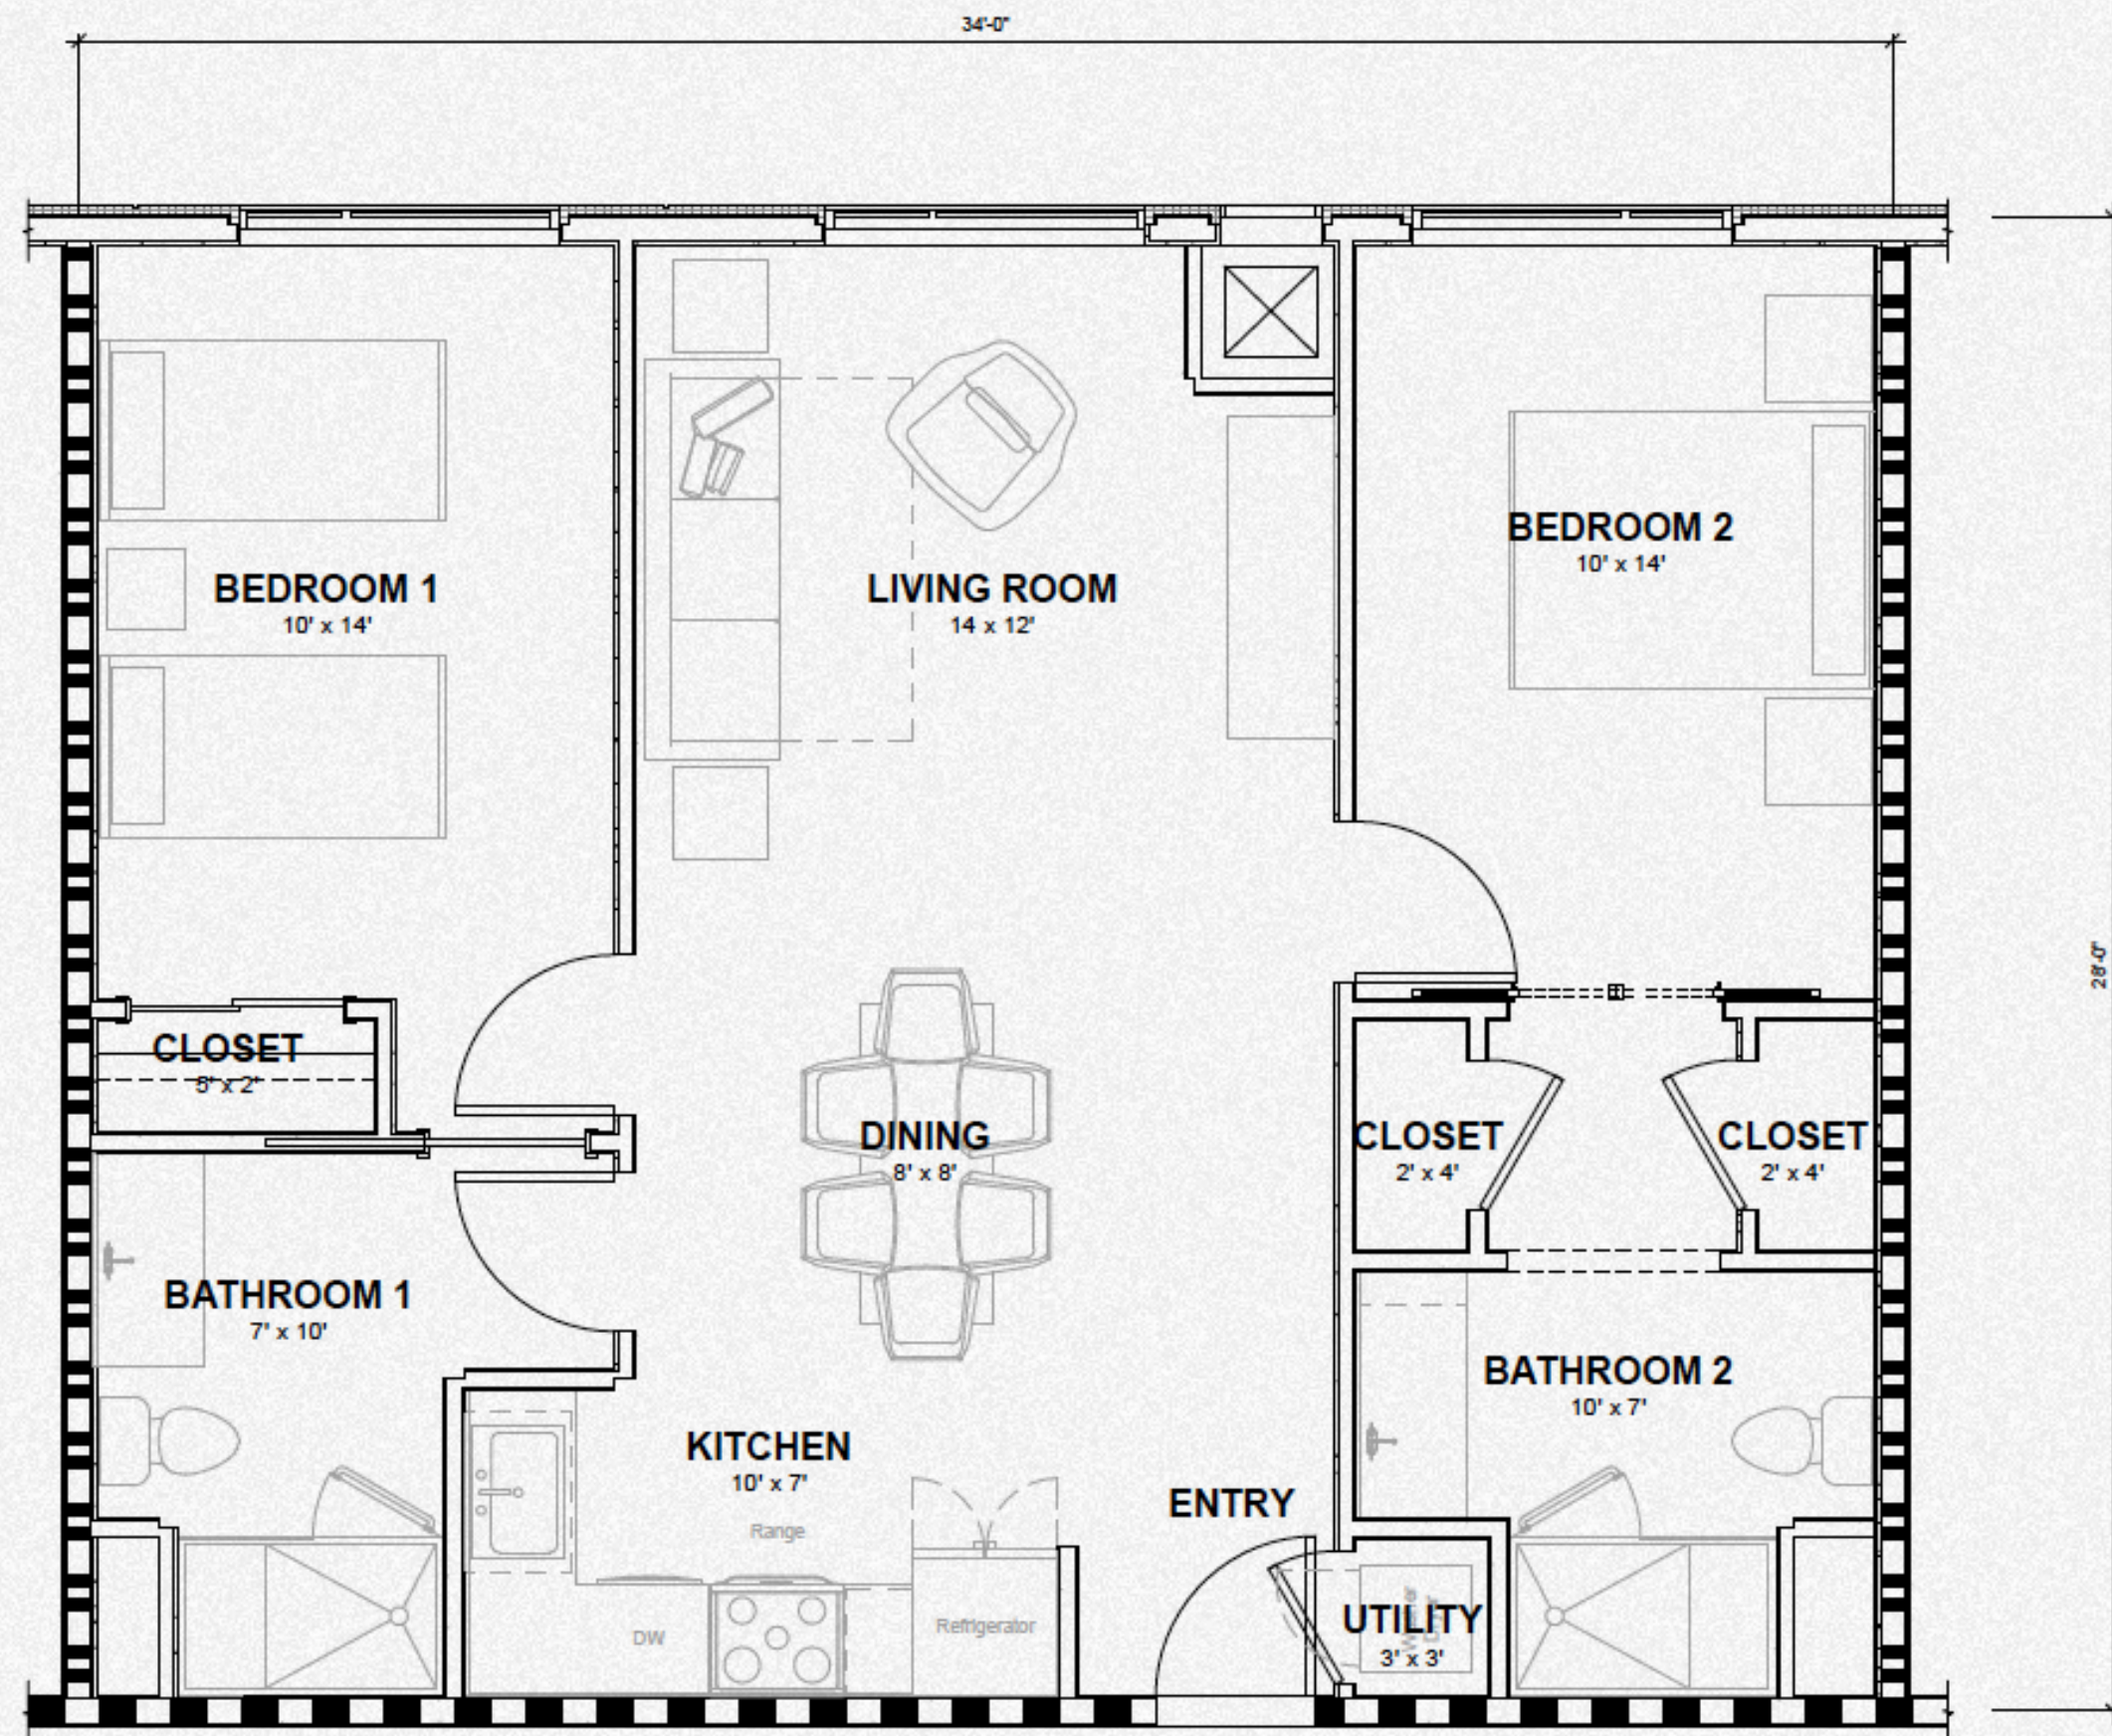 34'-0"
BEDROOM 2
10' x 14'
BEDROOM 1
10' x 14'
LIVING ROOM
14 x 12'
28'-0"
CLOSET
5' x 2'
DINING
8' x 8'
CLOSET
2' x 4'
CLOSET
2' x 4'
BATHROOM 1
7' x 10'
BATHROOM 2
10' x 7'
KITCHEN
10' x 7'
ENTRY
Range
UTILITY
3' x 3'
Refrigerator
DW